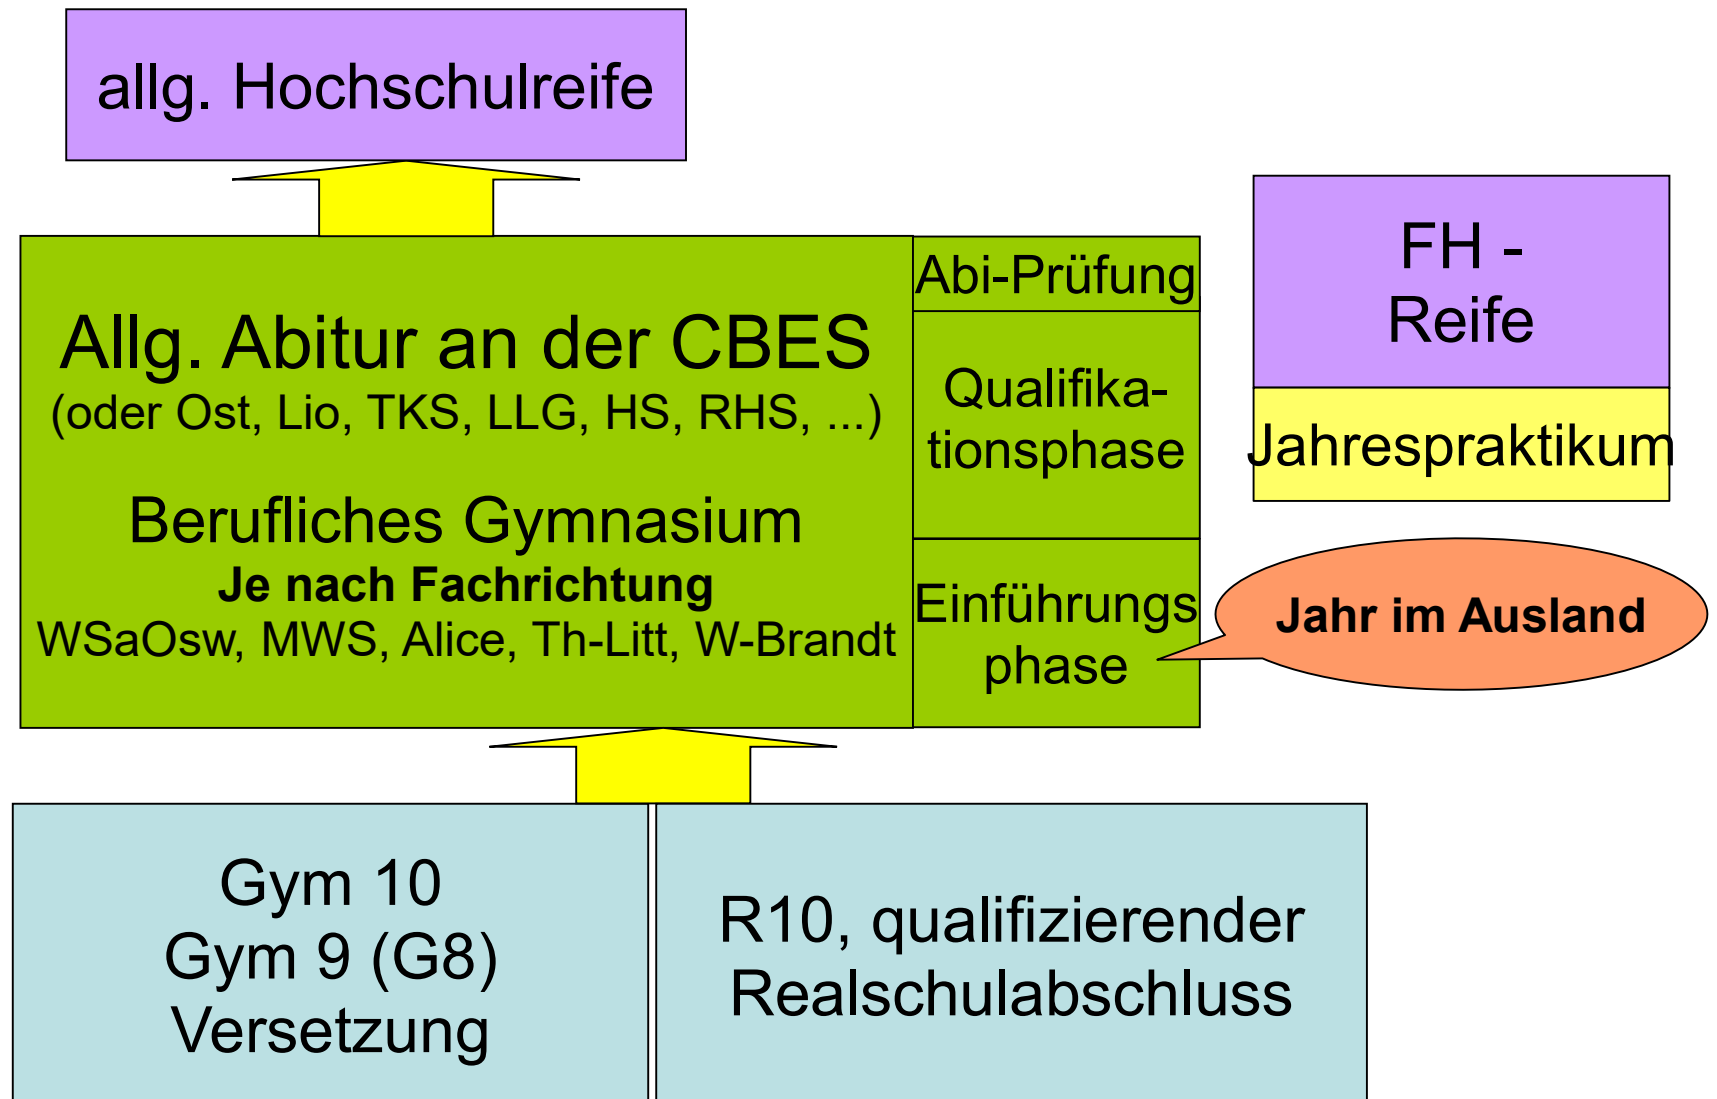 allg. Hochschulreife
Allg. Abitur an der CBES
(oder Ost, Lio, TKS, LLG, HS, RHS, ...)
Berufliches Gymnasium
Je nach Fachrichtung
WSaOsw, MWS, Alice, Th-Litt, W-Brandt
Abi-Prüfung
Qualifika-
tionsphase
Einführungs
phase
FH -
Reife
Jahrespraktikum
Jahr im Ausland
Gym 10
Gym 9 (G8)
Versetzung
R10, qualifizierender
Realschulabschluss